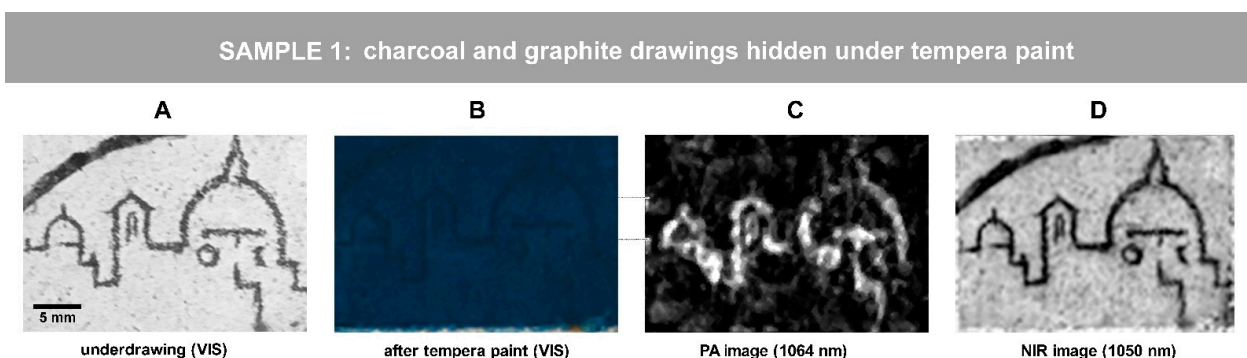 SAMPLE 1: charcoal and graphite drawings hidden under tempera paint
A B C D
5 mm
underdrawing (VIS) after tempera paint (VIS) PA image (1064 nm) NIR image (1050 nm)